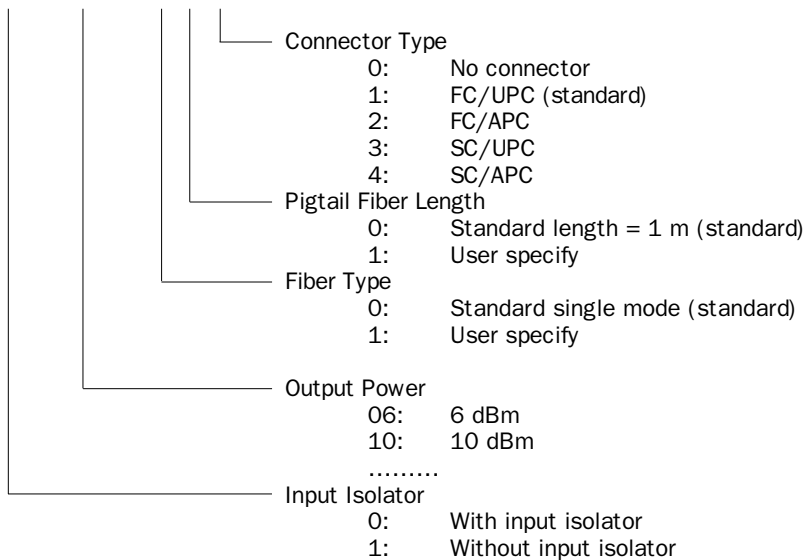 Connector Type
0: No connector
1: FC/UPC (standard)
2: FC/APC
3: SC/UPC
4: SC/APC
Pigtail Fiber Length
0: Standard length = 1 m (standard)
1: User specify
Fiber Type
0: Standard single mode (standard)
1: User specify
Output Power
06: 6 dBm
10: 10 dBm
.........
Input Isolator
0: With input isolator
1: Without input isolator